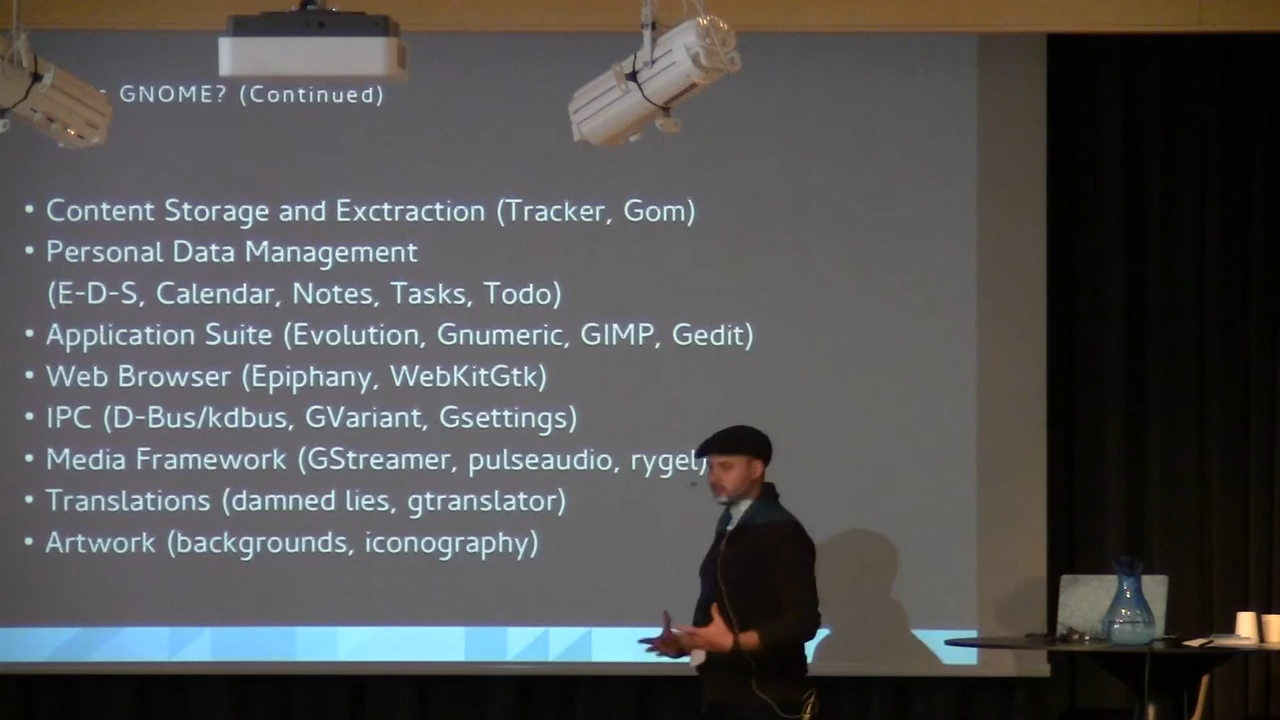 GNOME? (Continued)
• Content Storage and Exctraction (Tracker, Gom)
• Personal Data Management
(E-D-S, Calendar, Notes, Tasks, Todo)
• Application Suite (Evolution, Gnumeric, GIMP, Gedit)
• Web Browser (Epiphany, WebKitGtk)
• IPC (D-Bus/kdbus, GVariant, Gsettings)
• Media Framework (GStreamer, pulseaudio, rygel)
• Translations (damned lies, gtranslator)
• Artwork (backgrounds, iconography)